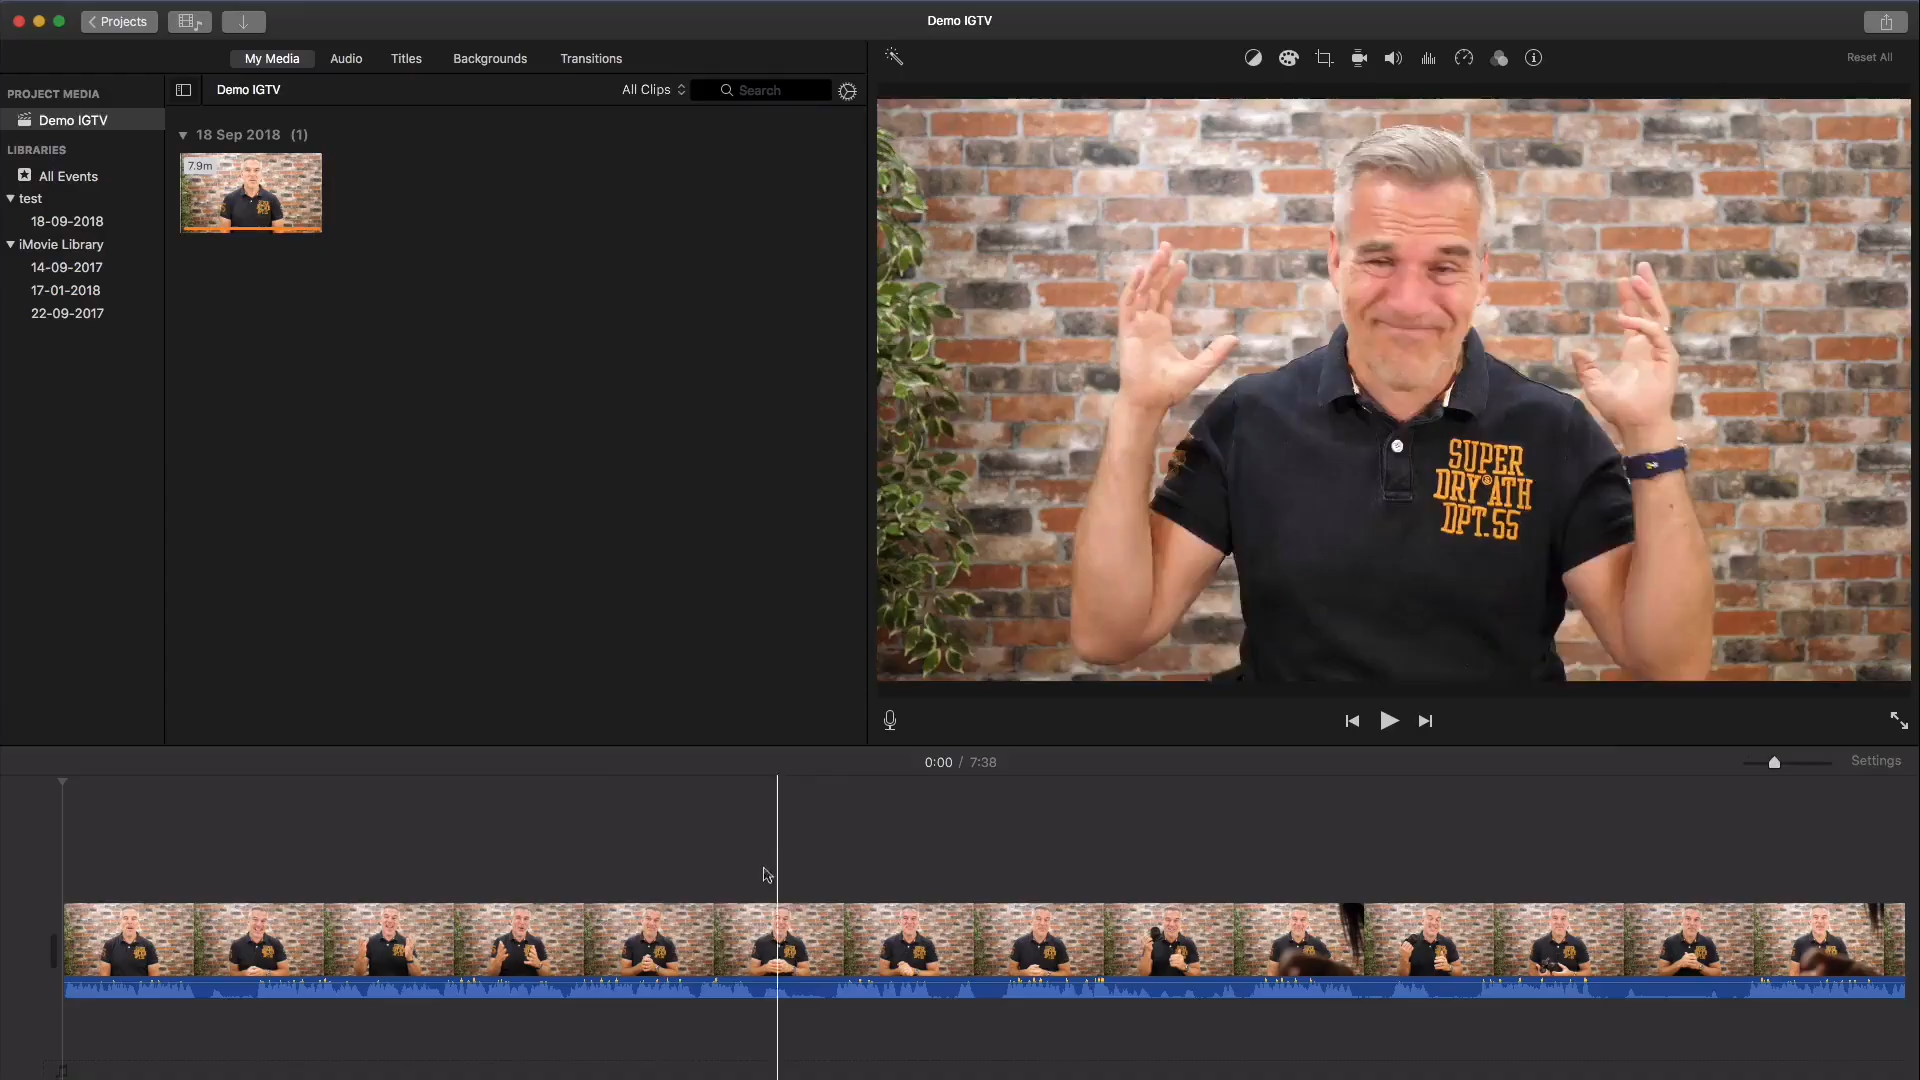 Projects
Demo IGTV
My Media
Audio
Titles
Backgrounds
Transitions
Reset All
PROJECT MEDIA
Demo IGTV
All Clips
Search
Demo IGTV
18 Sep 2018 (1)
LIBRARIES
7.9m
All Events
test
18-09-2018
iMovie Library
14-09-2017
17-01-2018
22-09-2017
SUPER
DRY®ATH
DPT.SS
0:00 / 7:38
Settings